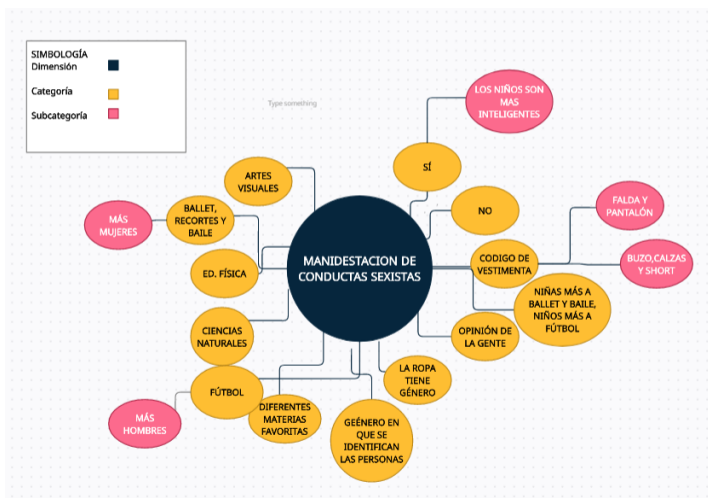 SIMBOLOGÍA
Dimensión
Categoría
Subcategoría
Type something
LOS NIÑOS SON
MAS
INTELIGENTES
SÍ
NO
ARTES
VISUALES
BALLET,
RECORTES Y
BAILE
MÁS
MUJERES
FALDA Y
PANTALÓN
CODIGO DE
VESTIMENTA
BUZO,CALZAS
Y SHORT
MANIDESTACION DE
CONDUCTAS SEXISTAS
ED. FÍSICA
NIÑAS MÁS A
BALLET Y BAILE,
NIÑOS MÁS A
FÚTBOL
CIENCIAS
NATURALES
OPINIÓN DE
LA GENTE
LA ROPA
TIENE
GÉNERO
FÚTBOL
MÁS
HOMBRES
DIFERENTES
MATERIAS
FAVORITAS
GEÉNERO EN
QUE SE
IDENTIFICAN
LAS PERSONAS